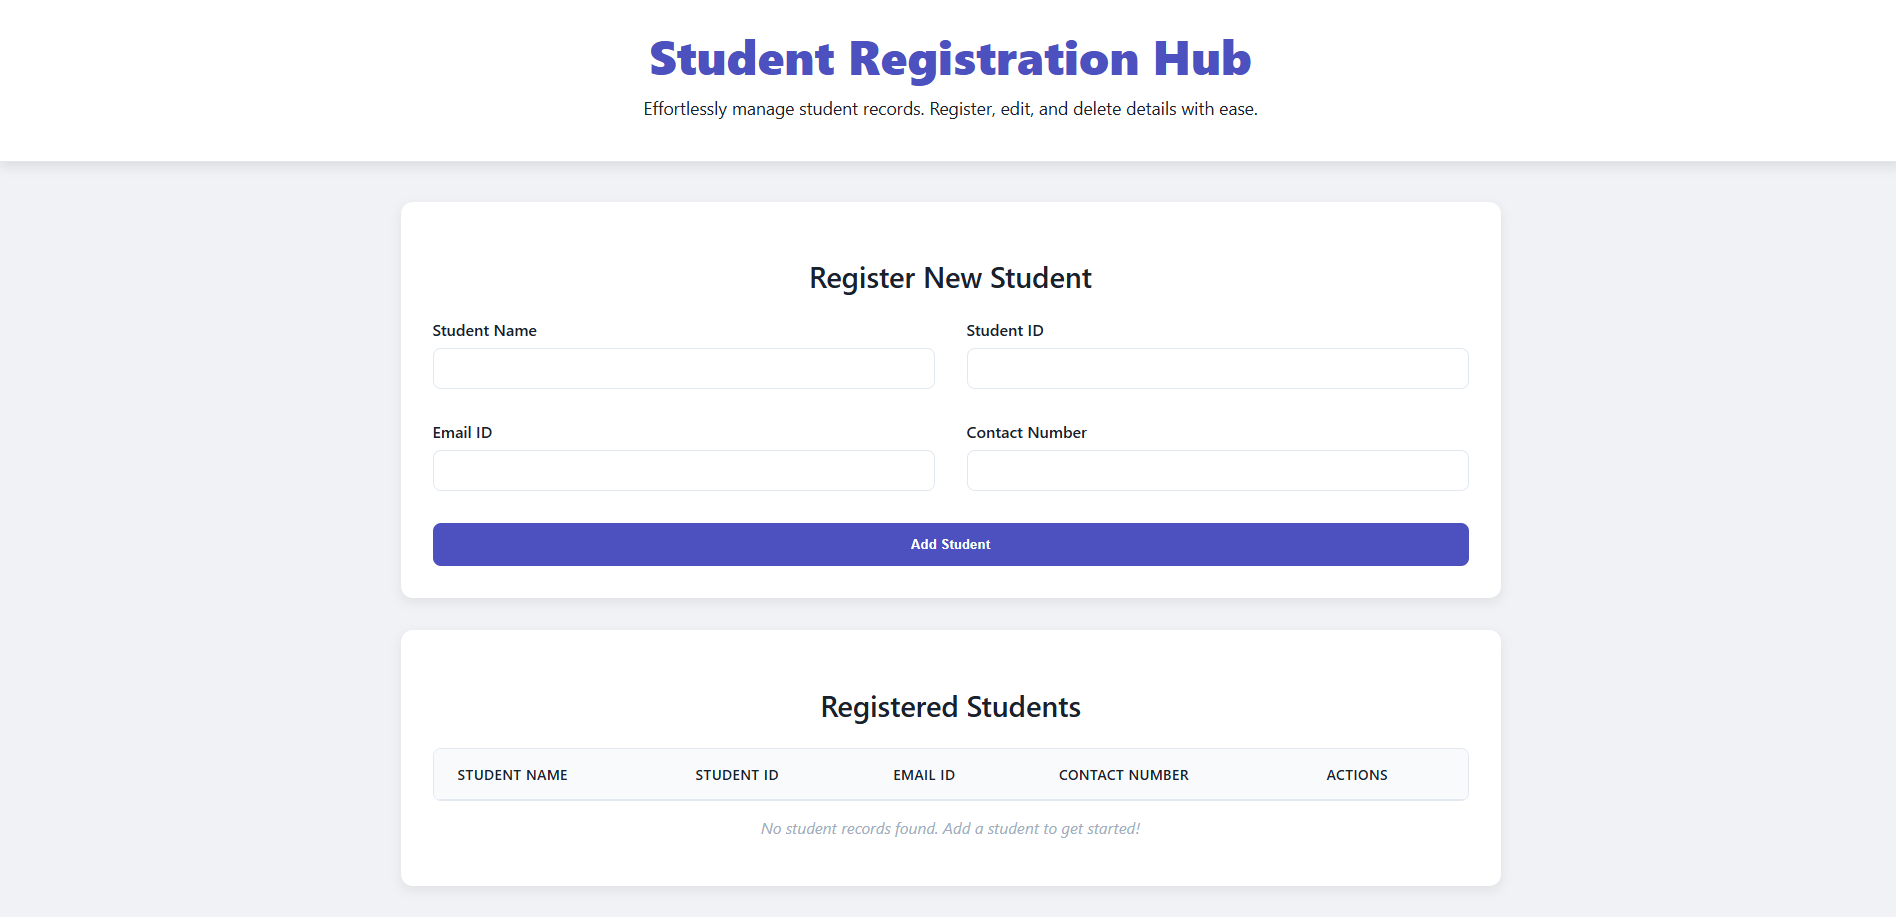 Student Registration Hub
Effortlessly manage student records. Register, edit, and delete details with ease.
Register New Student
Student Name
Student ID
Email ID
Contact Number
Add Student
Registered Students
STUDENT NAME STUDENT ID EMAIL ID CONTACT NUMBER ACTIONS
No student records found. Add a student to get started!